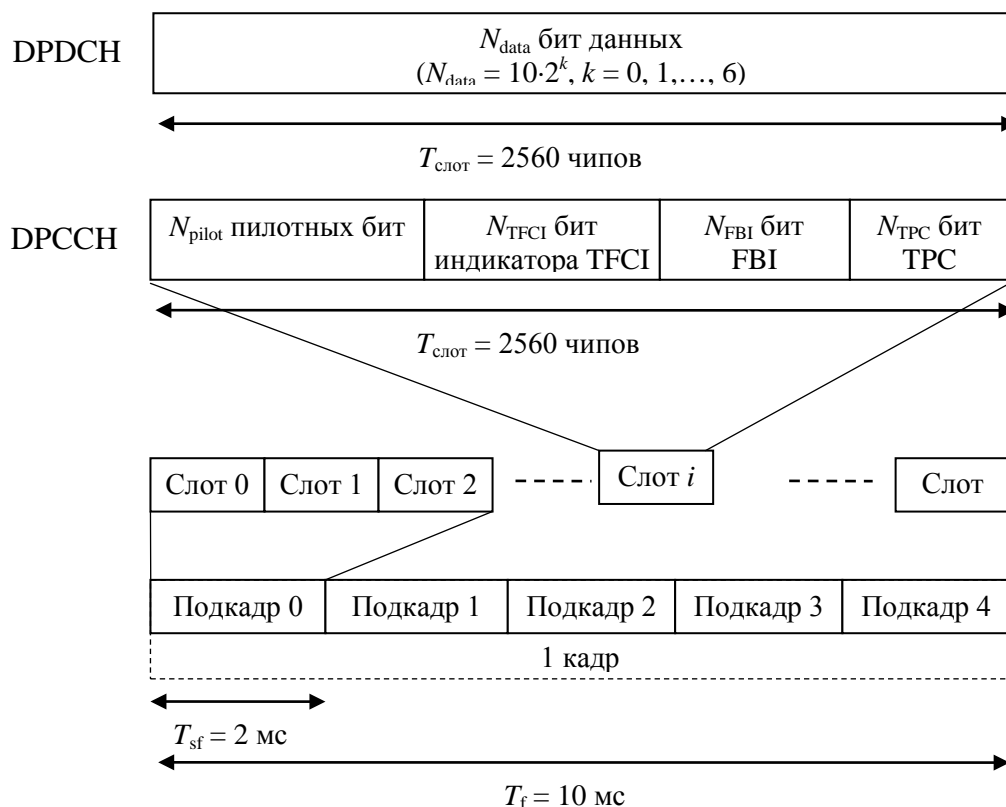 DPDCH
N_data бит данных
(N_data = 10·2^k, k = 0, 1,…, 6)
T_слот = 2560 чипов
DPCCH
N_pilot пилотных бит
N_TFCI бит
индикатора TFCI
N_FBI бит
FBI
N_TPC бит
TPC
T_слот = 2560 чипов
Слот 0 Слот 1 Слот 2 Слот i Слот
Подкадр 0 Подкадр 1 Подкадр 2 Подкадр 3 Подкадр 4
1 кадр
T_sf = 2 мс
T_f = 10 мс